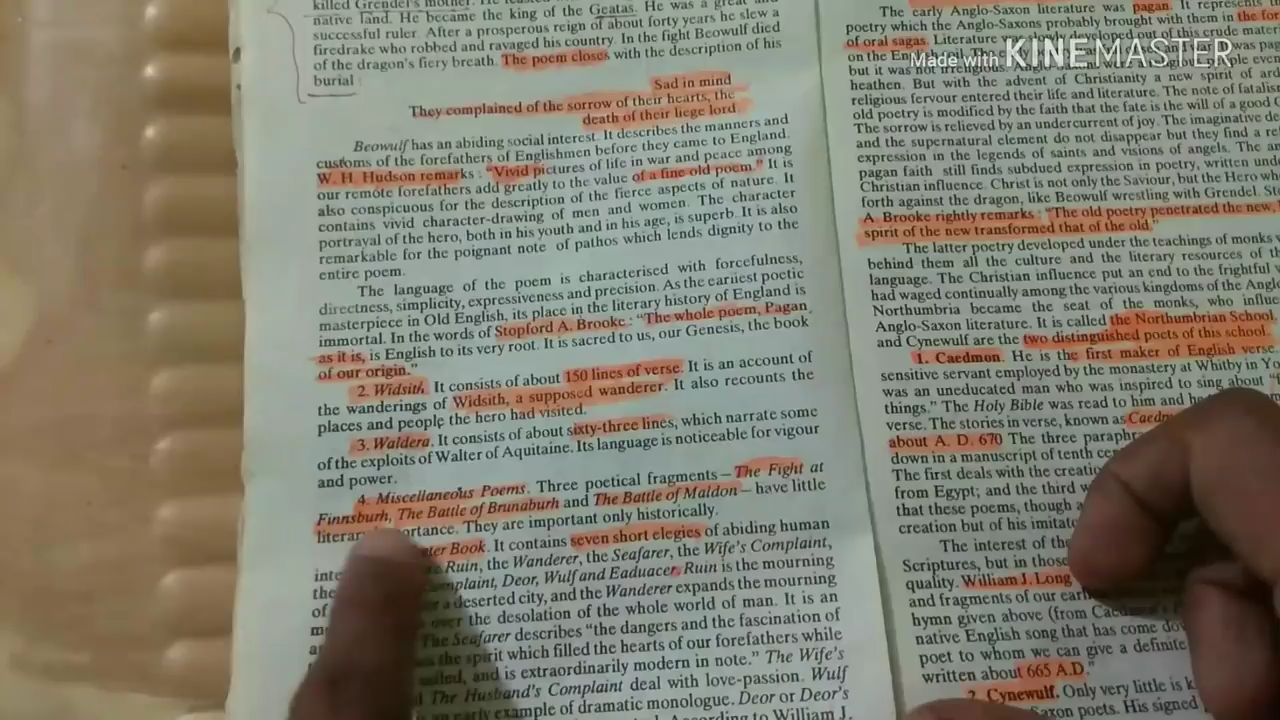 killed Grendel's mother. He feasted
native land. He became the king of the Geatas. He was a great and
successful ruler. After a prosperous reign of about forty years he slew a
firedrake who robbed and ravaged his country. In the fight Beowulf died
of the dragon's fiery breath. The poem closes with the description of his
burial :
Sad in mind
They complained of the sorrow of their hearts, the
death of their liege lord
Beowulf has an abiding social interest. It describes the manners and
customs of the forefathers of Englishmen before they came to England.
W. H. Hudson remarks : "Vivid pictures of life in war and peace among
our remote forefathers add greatly to the value of a fine old poem." It is
also conspicuous for the description of the fierce aspects of nature. It
contains vivid character-drawing of men and women. The character
portrayal of the hero, both in his youth and in his age, is superb. It is also
remarkable for the poignant note of pathos which lends dignity to the
entire poem.
The language of the poem is characterised with forcefulness,
directness, simplicity, expressiveness and precision. As the earliest poetic
masterpiece in Old English, its place in the literary history of England is
immortal. In the words of Stopford A. Brooke : "The whole poem, Pagan
as it is, is English to its very root. It is sacred to us, our Genesis, the book
of our origin."
2. Widsith. It consists of about 150 lines of verse. It is an account of
the wanderings of Widsith, a supposed wanderer. It also recounts the
places and people the hero had visited.
3. Waldera. It consists of about sixty-three lines, which narrate some
of the exploits of Walter of Aquitaine. Its language is noticeable for vigour
and power.
4. Miscellaneous Poems. Three poetical fragments – The Fight at
Finnsburh, The Battle of Brunaburh and The Battle of Maldon – have little
literary importance. They are important only historically.
Book. It contains seven short elegies of abiding human
Ruin, the Wanderer, the Seafarer, the Wife's Complaint,
the Complaint, Deor, Wulf and Eaduacer. Ruin is the mourning
of a deserted city, and the Wanderer expands the mourning
over the desolation of the whole world of man. It is an
The Seafarer describes "the dangers and the fascination of
the spirit which filled the hearts of our forefathers while
sailed, and is extraordinarily modern in note." The Wife's
The Husband's Complaint deal with love-passion. Wulf
early example of dramatic monologue. Deor or Deor's
According to William J.
Made with KINEMASTER
The early Anglo-Saxon literature was pagan. It represents
poetry which the Anglo-Saxons probably brought with them in the
of oral sagas. Literature developed out of this crude
on the English soil. The was
but it was not irreligious. people
heathen. But with the advent of Christianity a new spirit of
religious fervour entered their life and literature. The note of
old poetry is modified by the faith that the fate is the will of a good
The sorrow is relieved by an undercurrent of joy. The imaginative
and the supernatural element do not disappear but they find a
expression in the legends of saints and visions of angels. The
pagan faith still finds subdued expression in poetry, written
Christian influence. Christ is not only the Saviour, but the Hero
forth against the dragon, like Beowulf wrestling with Grendel.
A. Brooke rightly remarks : "The old poetry penetrated the new,
spirit of the new transformed that of the old."
The latter poetry developed under the teachings of monks
behind them all the culture and the literary resources of
language. The Christian influence put an end to the frightful
had waged continually among the various kingdoms of the
Northumbria became the seat of the monks, who
Anglo-Saxon literature. It is called the Northumbrian School
and Cynewulf are the two distinguished poets of this school.
1. Caedmon. He is the first maker of English verse
sensitive servant employed by the monastery at Whitby in
was an uneducated man who was inspired to sing about
things." The Holy Bible was read to him and
verse. The stories in verse, known as
about A. D. 670 The three
down in a manuscript of tenth
The first deals with the
from Egypt; and the third
that these poems, though
creation but of his
The interest of the
Scriptures, but in
quality. William J. Long
and fragments of our
hymn given above (from
native English song that has come
poet to whom we can give a definite
written about 665 A.D."
2. Cynewulf. Only very little is
Saxon poets. His signed